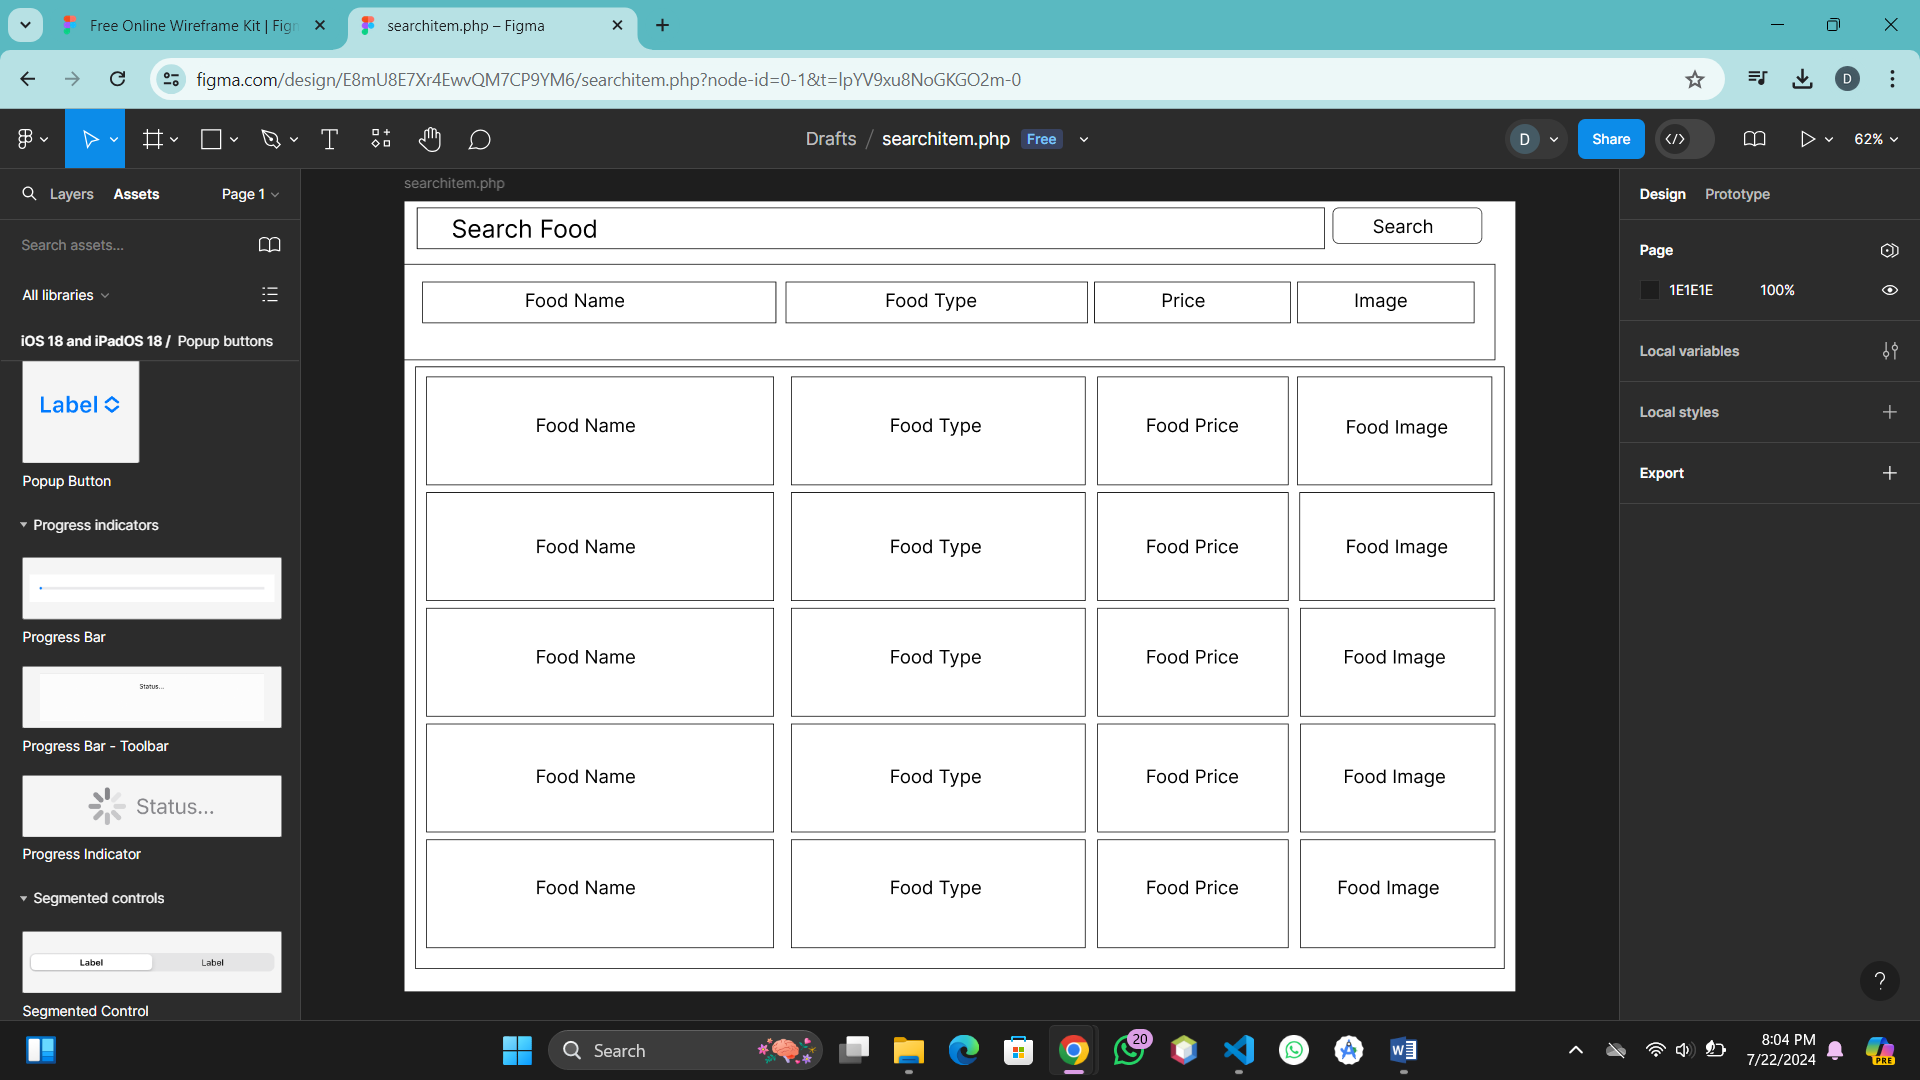 Free Online Wireframe Kit | Figm
searchitem.php – Figma
figma.com/design/E8mU8E7Xr4EwvQM7CP9YM6/searchitem.php?node-id=0-1&t=lpYV9xu8NoGKGO2m-0
D
Drafts / searchitem.php Free
D
Share
62%
Layers Assets Page 1
Search assets...
All libraries
iOS 18 and iPadOS 18 / Popup buttons
Label
Popup Button
Progress indicators
Progress Bar
Status...
Progress Bar - Toolbar
Status...
Progress Indicator
Segmented controls
Label Label
Segmented Control
searchitem.php
Search Food Search
Food Name Food Type Price Image
Food Name Food Type Food Price Food Image
Food Name Food Type Food Price Food Image
Food Name Food Type Food Price Food Image
Food Name Food Type Food Price Food Image
Food Name Food Type Food Price Food Image
Design Prototype
Page
1E1E1E 100%
Local variables
Local styles
Export
?
Search
20
8:04 PM
7/22/2024
PRE